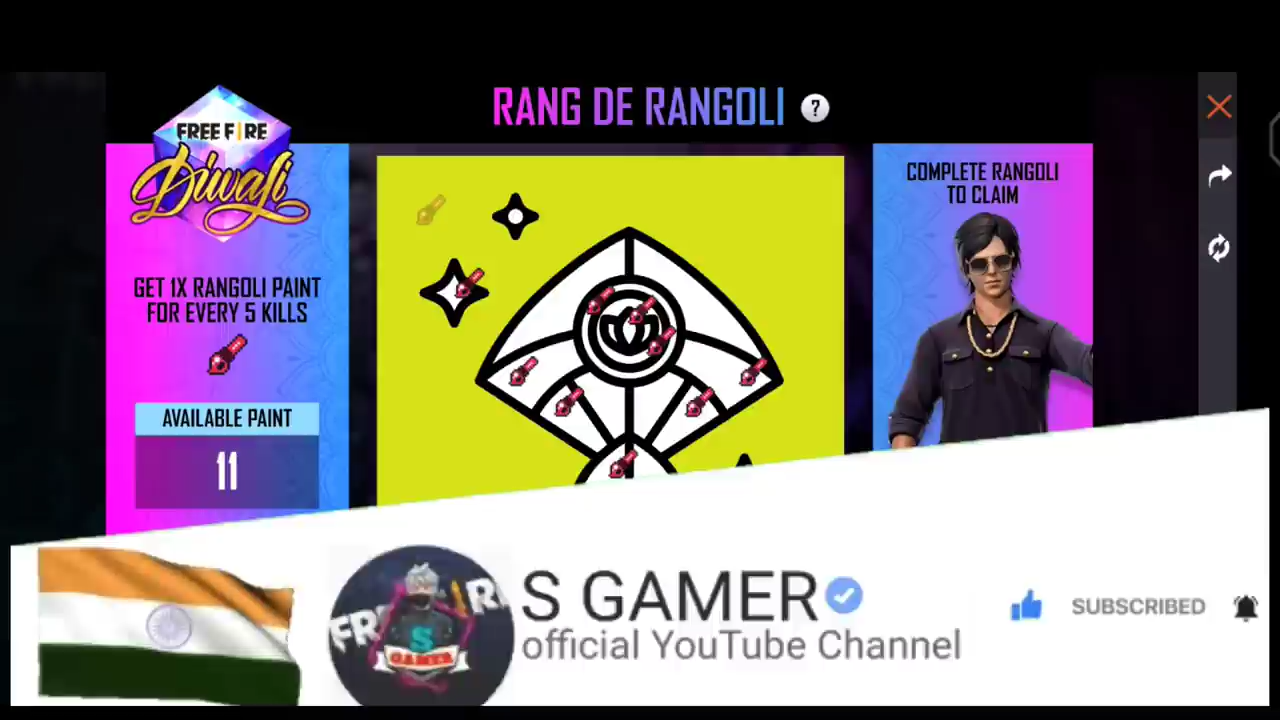 RANG DE RANGOLI ?
FREE FIRE
Diwali
GET 1X RANGOLI PAINT
FOR EVERY 5 KILLS
AVAILABLE PAINT
11
COMPLETE RANGOLI
TO CLAIM
S
GAMER
S GAMER
official YouTube Channel
SUBSCRIBED